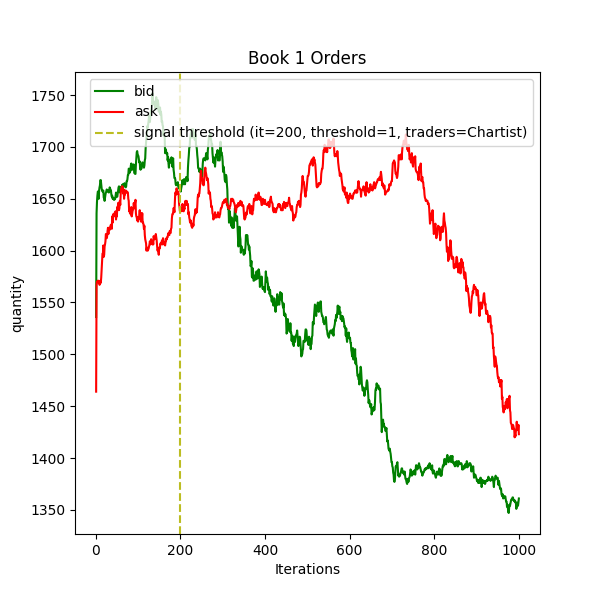 Book 1 Orders
bid
ask
signal threshold (it=200, threshold=1, traders=Chartist)
1750
1700
1650
1600
1550
1500
1450
1400
1350
quantity
0 200 400 600 800 1000
Iterations